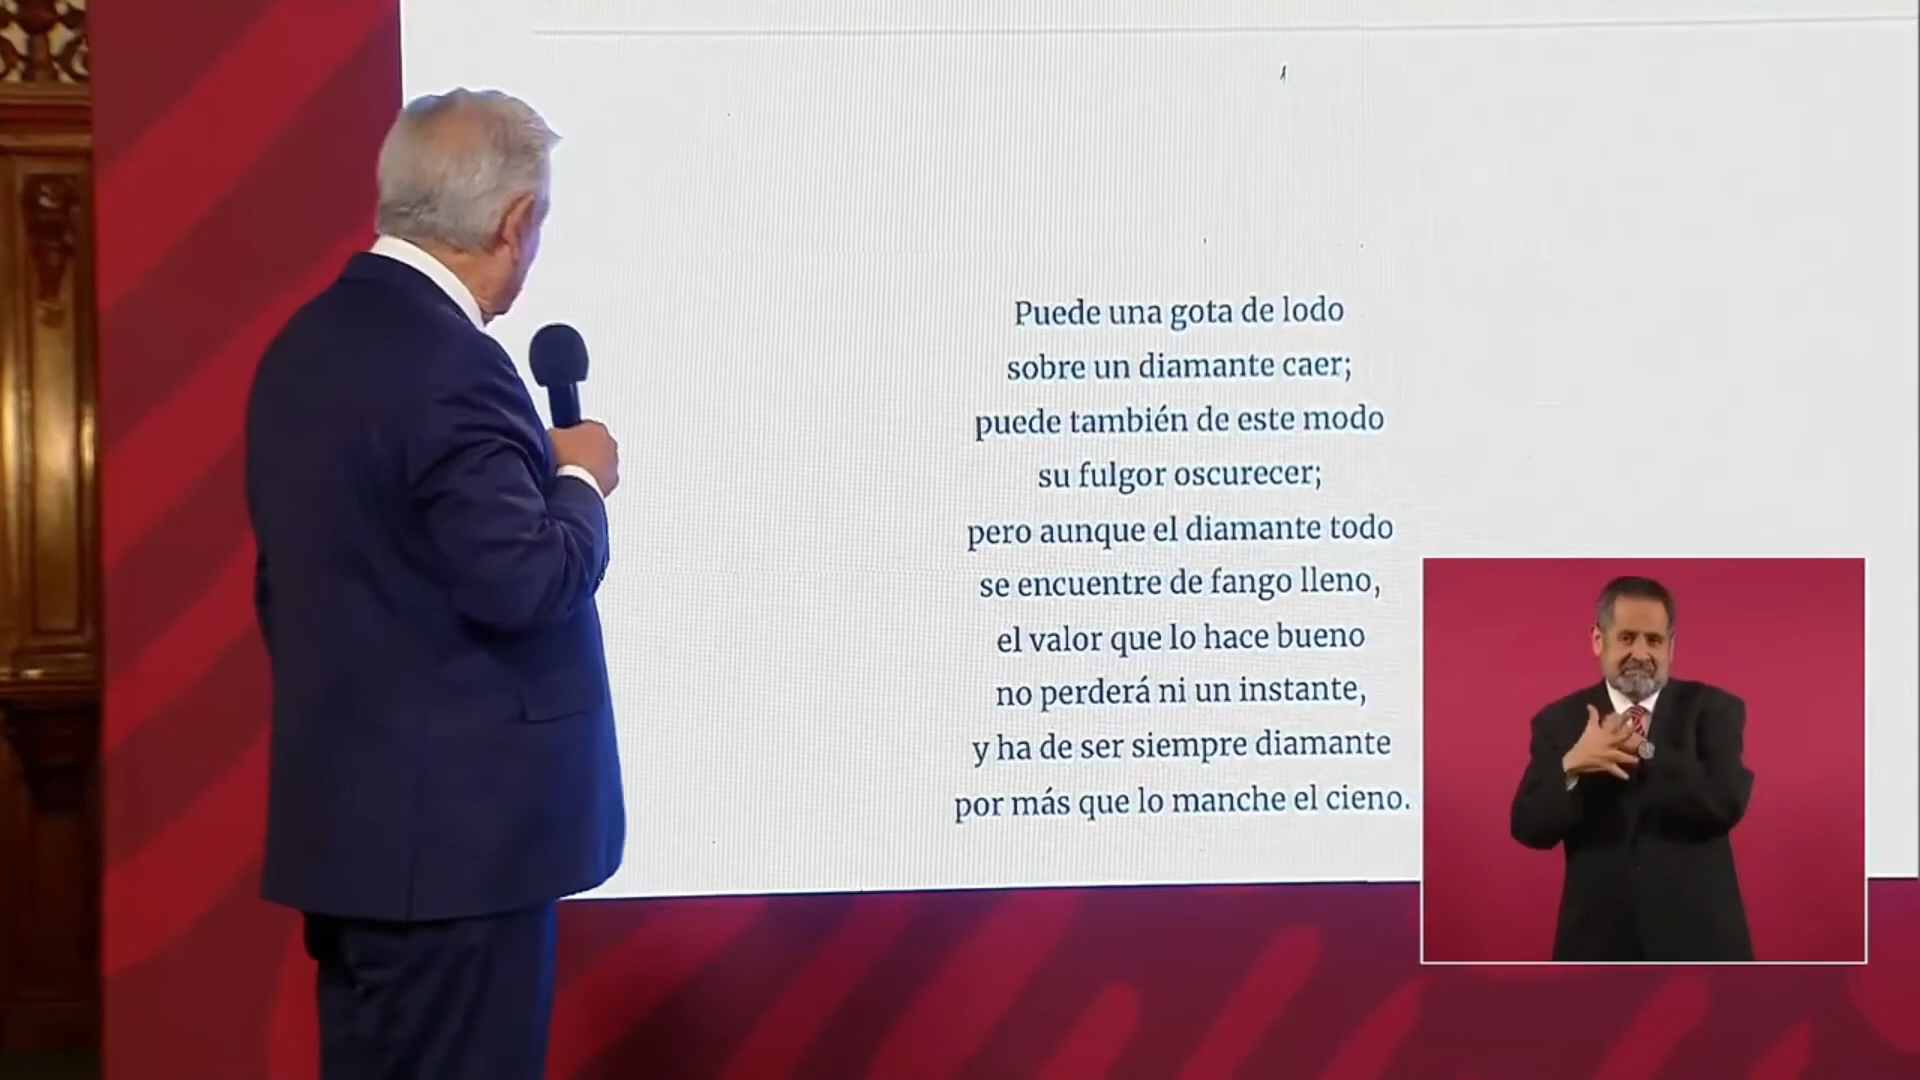 Puede una gota de lodo
sobre un diamante caer;
puede también de este modo
su fulgor oscurecer;
pero aunque el diamante todo
se encuentre de fango lleno,
el valor que lo hace bueno
no perderá ni un instante,
y ha de ser siempre diamante
por más que lo manche el cieno.